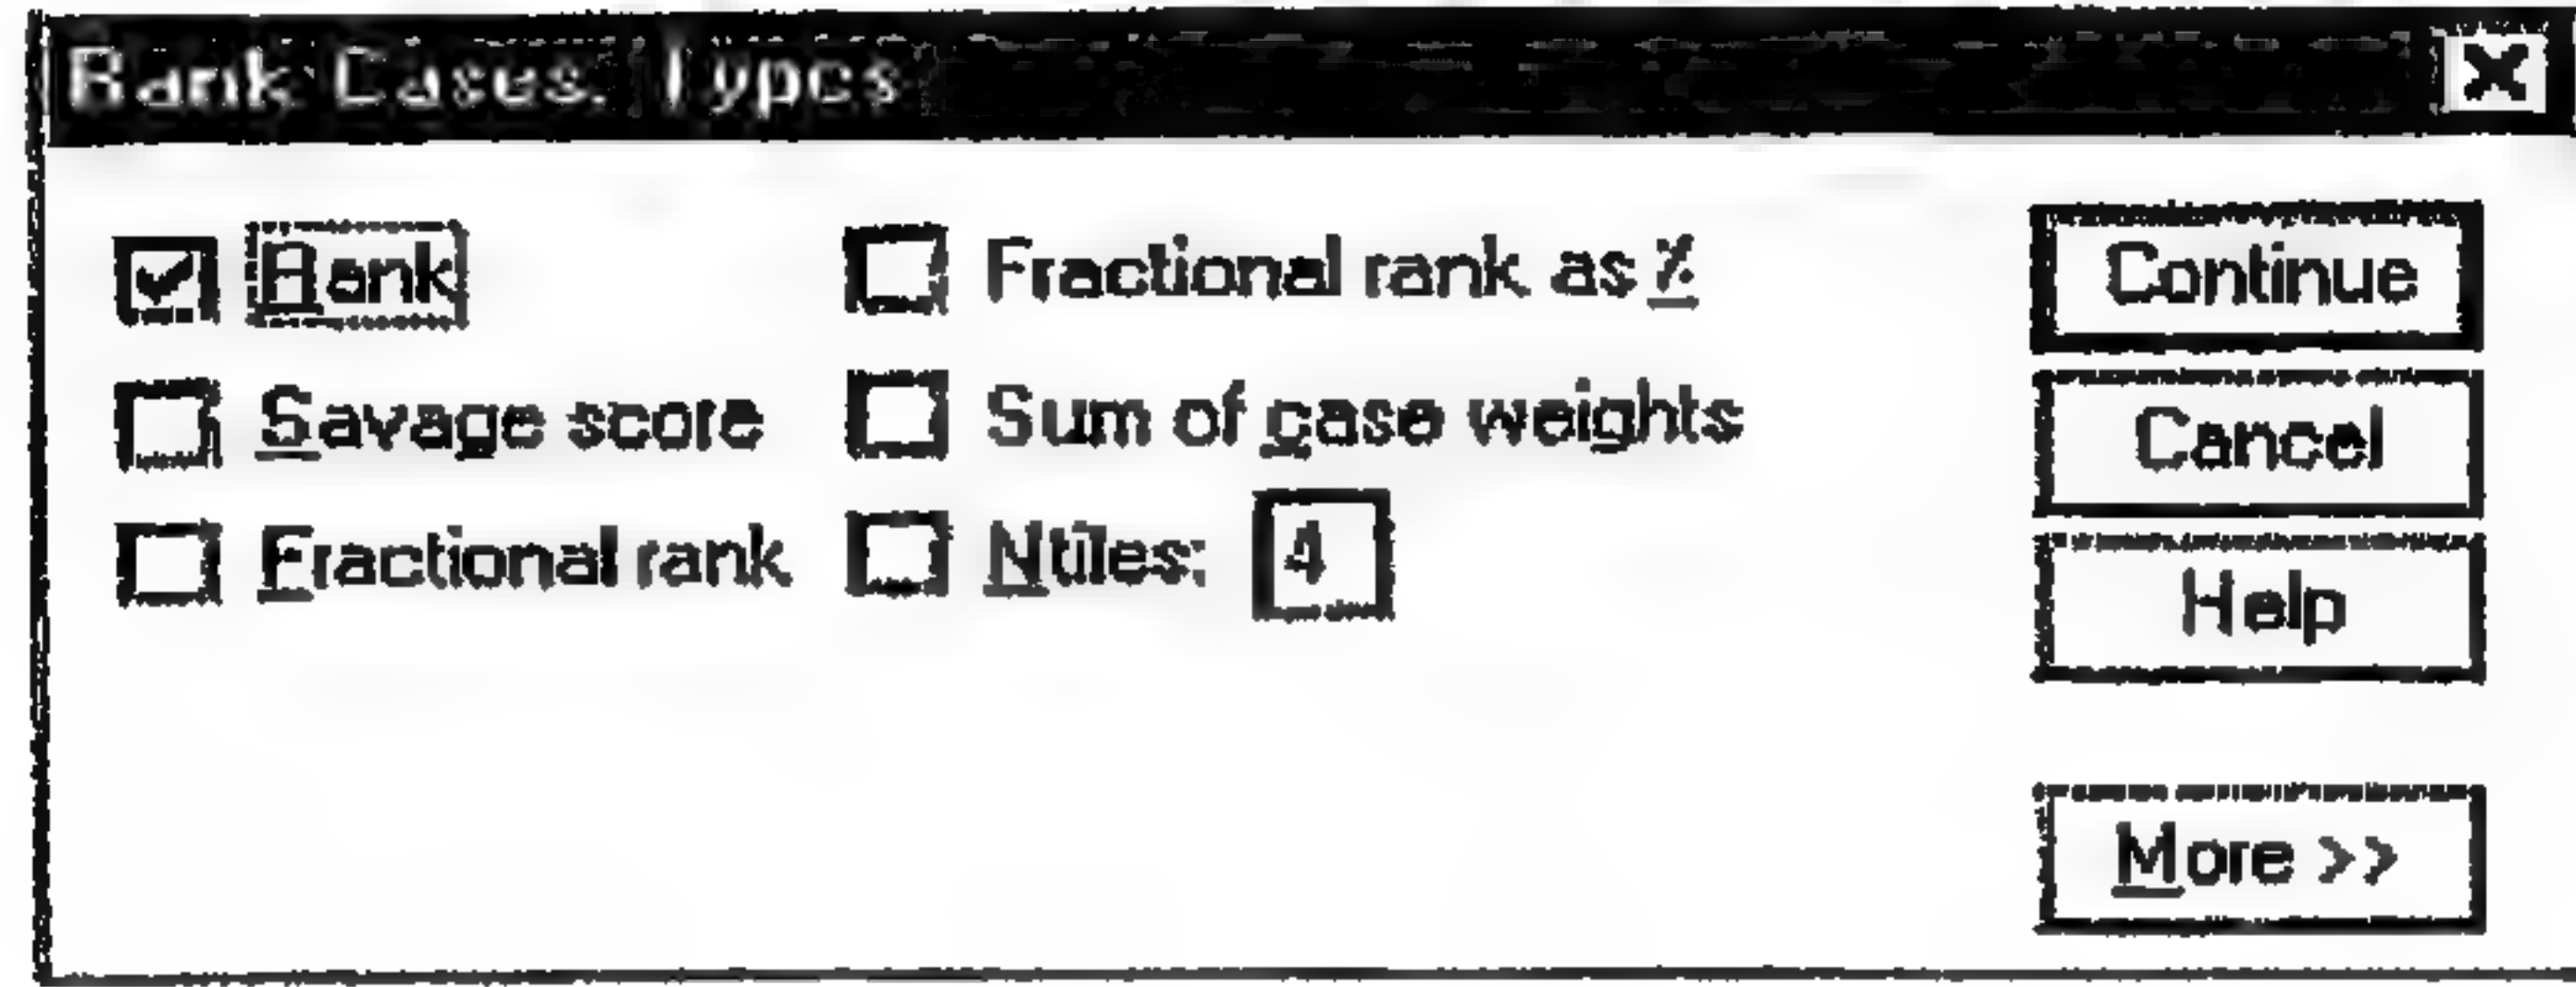 Rank Cases: Types
Rank
Fractional rank as %
Continue
Savage score
Sum of case weights
Cancel
Fractional rank
Ntiles: 4
Help
More >>